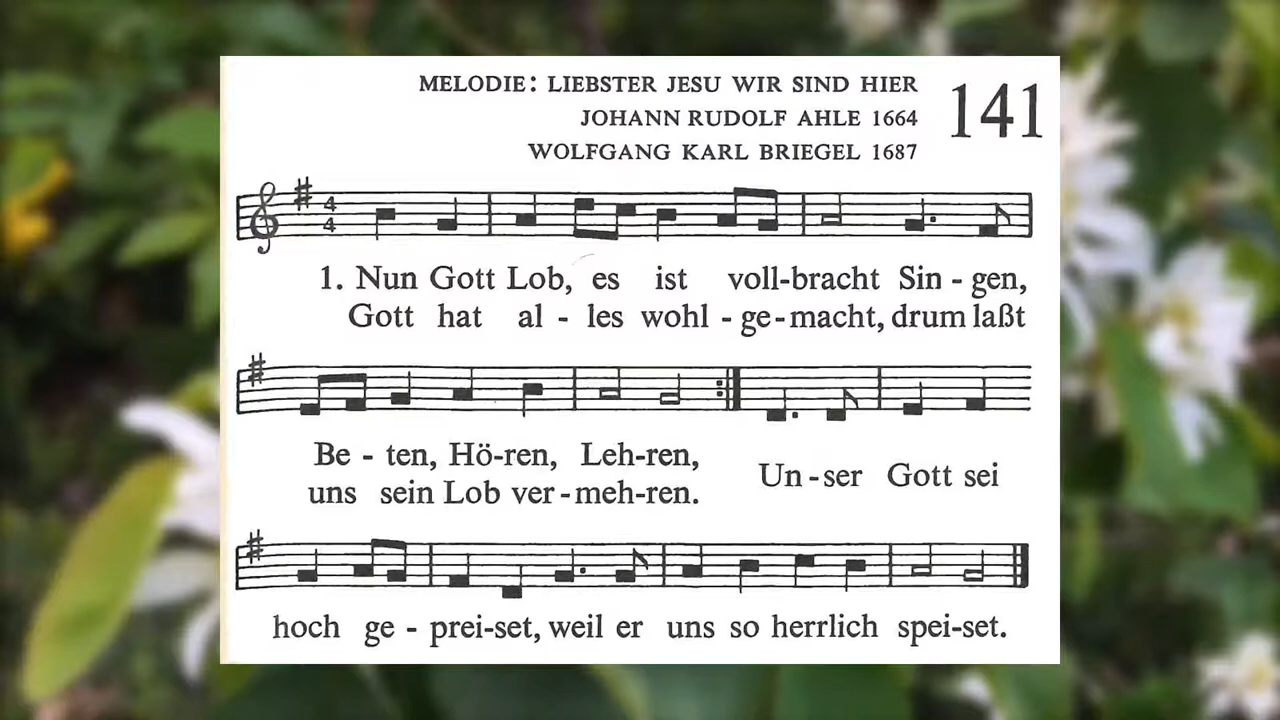 MELODIE: LIEBSTER JESU WIR SIND HIER
JOHANN RUDOLF AHLE 1664
WOLFGANG KARL BRIEGEL 1687
141
4
4
1. Nun Gott Lob, es ist voll-bracht Sin - gen,
Gott hat al - les wohl - ge - macht, drum laßt
Be - ten, Hö-ren, Leh-ren,
uns sein Lob ver - meh-ren.
Un - ser Gott sei
hoch ge - prei-set, weil er uns so herrlich spei-set.